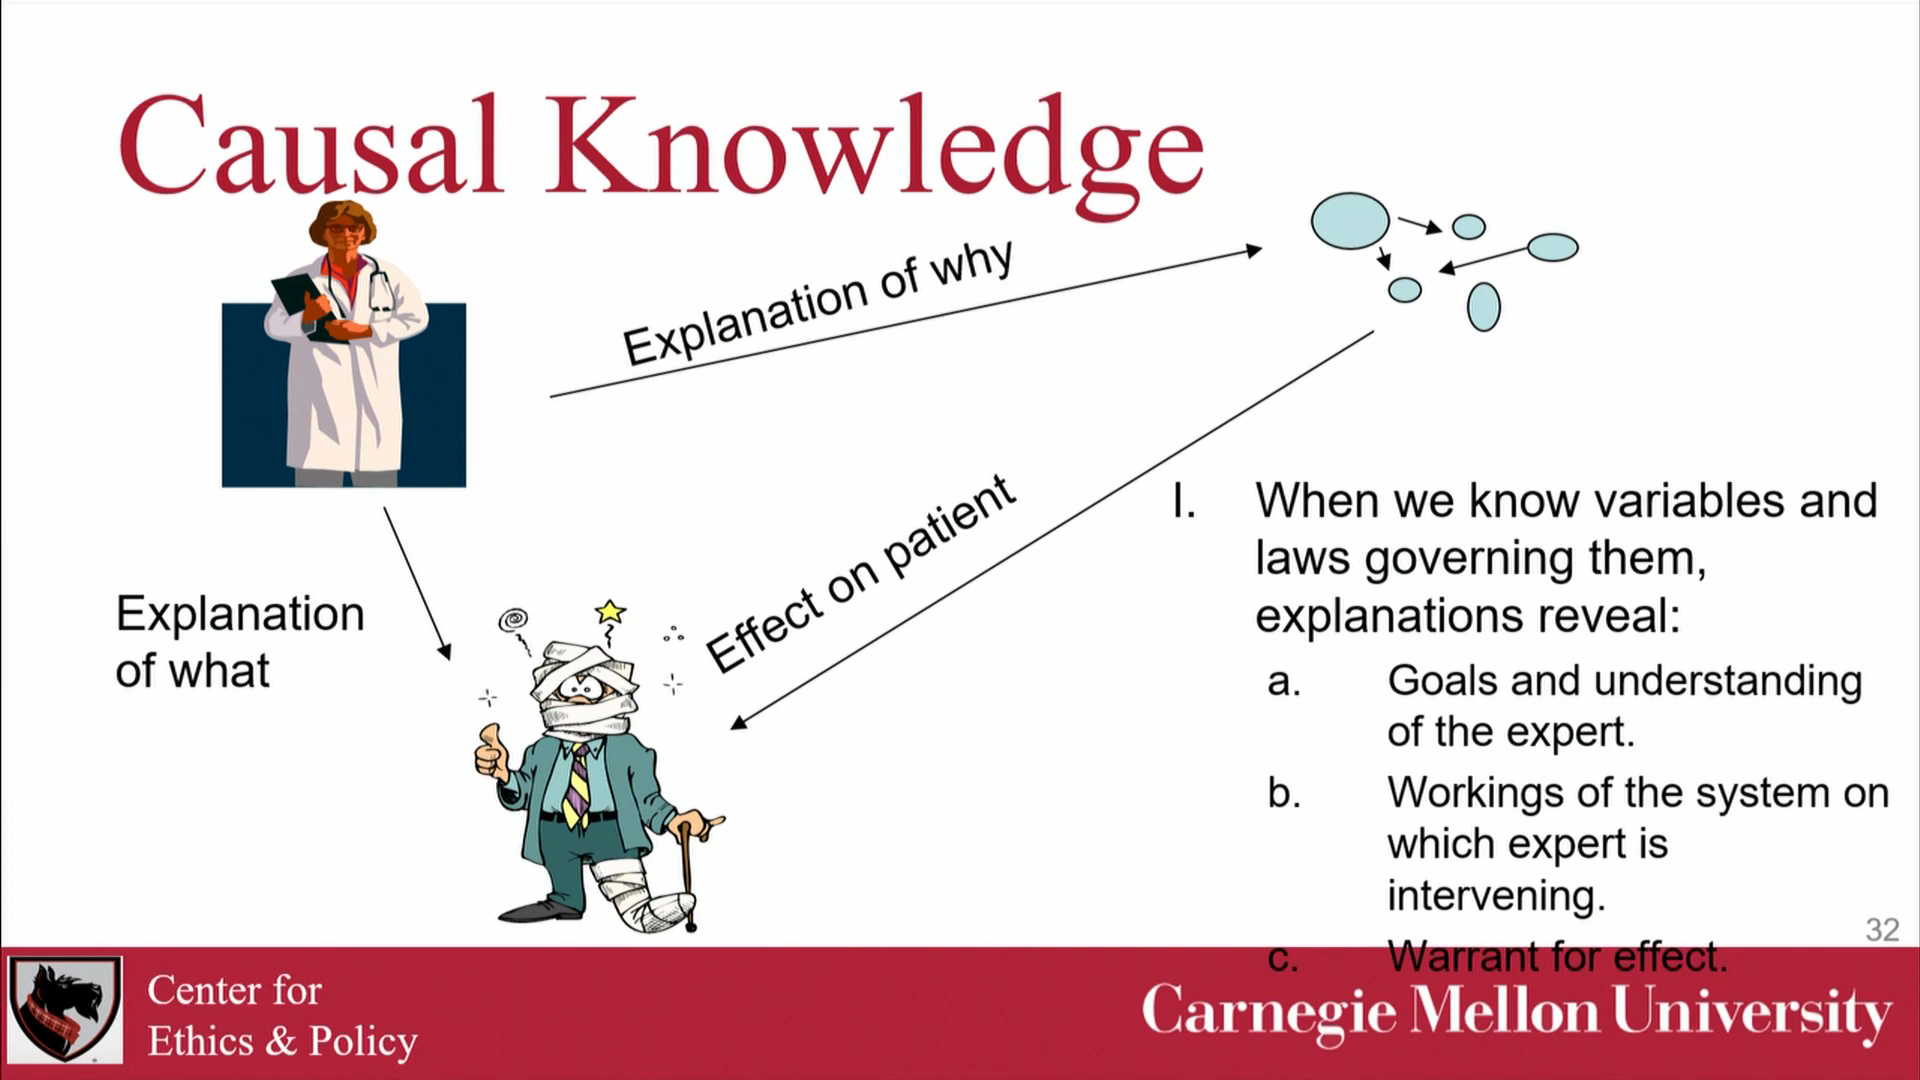 Causal Knowledge
Explanation of why
Effect on patient
Explanation
of what
I. When we know variables and
laws governing them,
explanations reveal:
a. Goals and understanding
of the expert.
b. Workings of the system on
which expert is
intervening.
c. Warrant for effect.
32
Center for
Ethics & Policy
Carnegie Mellon University